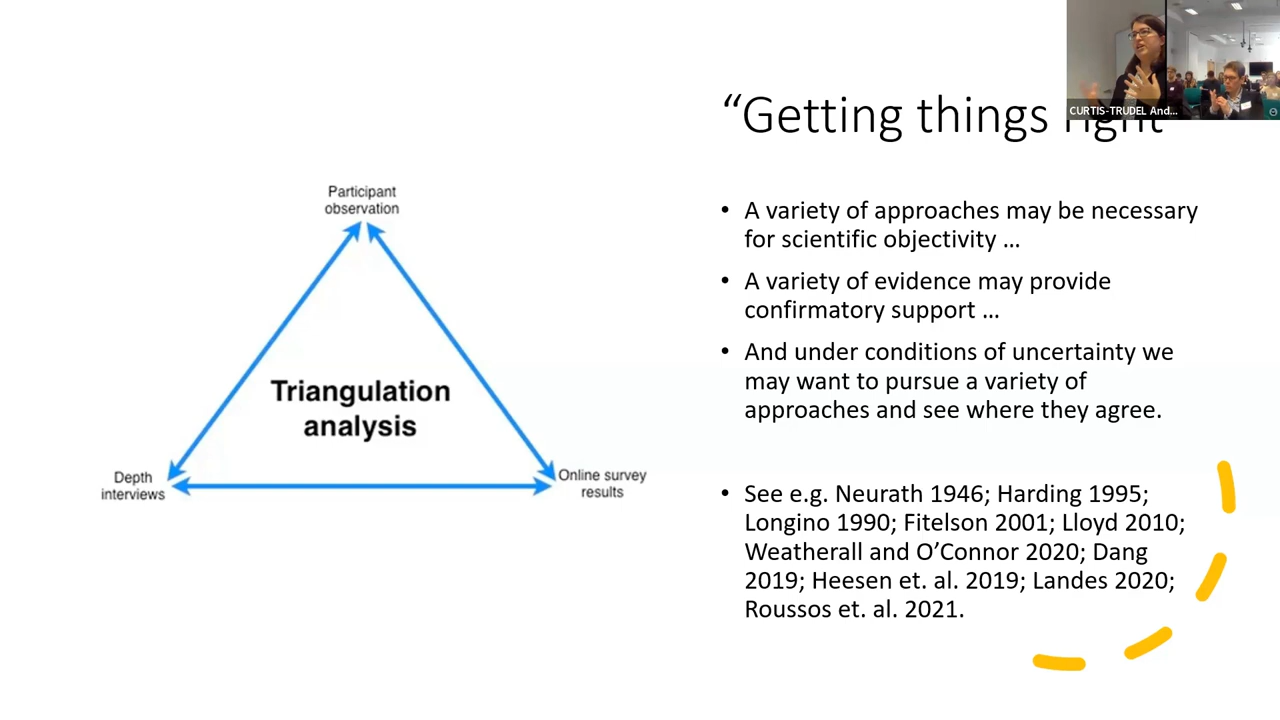 CURTIS-TRUDEL And...
“Getting things right
Participant
observation
Triangulation
analysis
Depth
interviews
Online survey
results
• A variety of approaches may be necessary
for scientific objectivity ...
• A variety of evidence may provide
confirmatory support ...
• And under conditions of uncertainty we
may want to pursue a variety of
approaches and see where they agree.
• See e.g. Neurath 1946; Harding 1995;
Longino 1990; Fitelson 2001; Lloyd 2010;
Weatherall and O’Connor 2020; Dang
2019; Heesen et. al. 2019; Landes 2020;
Roussos et. al. 2021.